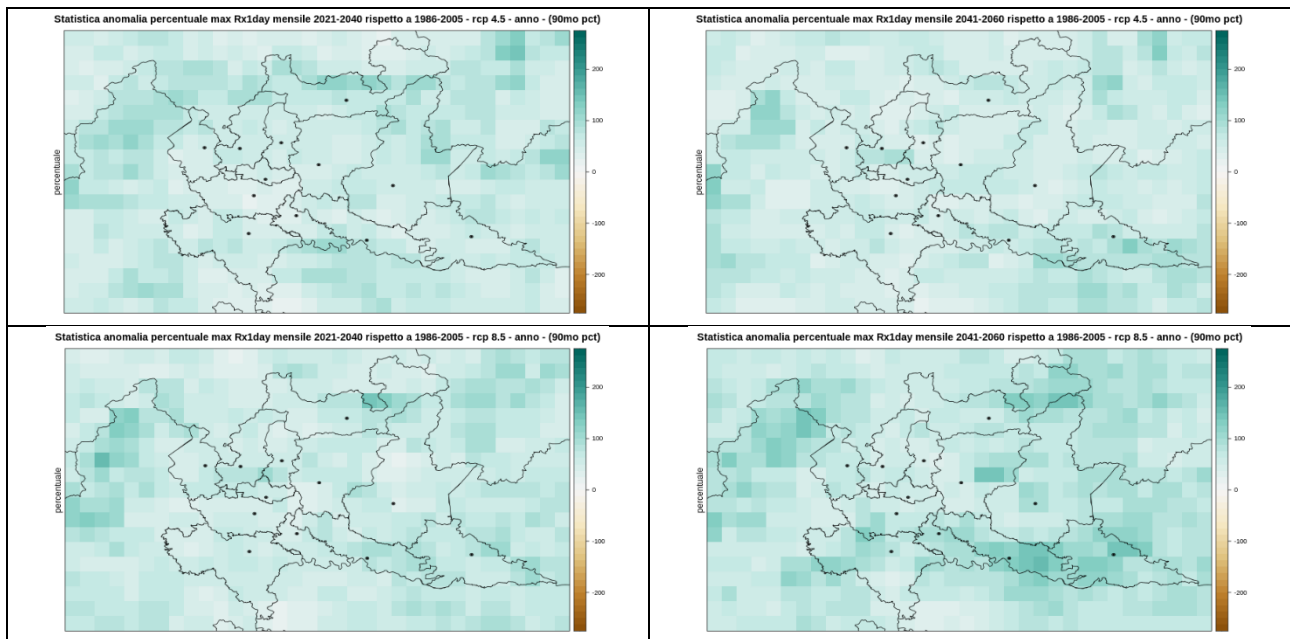 Statistica anomalia percentuale max Rx1day mensile 2021-2040 rispetto a 1986-2005 - rcp 4.5 - anno - (90mo pct)
percentuale
200
100
0
-100
-200
Statistica anomalia percentuale max Rx1day mensile 2041-2060 rispetto a 1986-2005 - rcp 4.5 - anno - (90mo pct)
percentuale
200
100
0
-100
-200
Statistica anomalia percentuale max Rx1day mensile 2021-2040 rispetto a 1986-2005 - rcp 8.5 - anno - (90mo pct)
percentuale
200
100
0
-100
-200
Statistica anomalia percentuale max Rx1day mensile 2041-2060 rispetto a 1986-2005 - rcp 8.5 - anno - (90mo pct)
percentuale
200
100
0
-100
-200